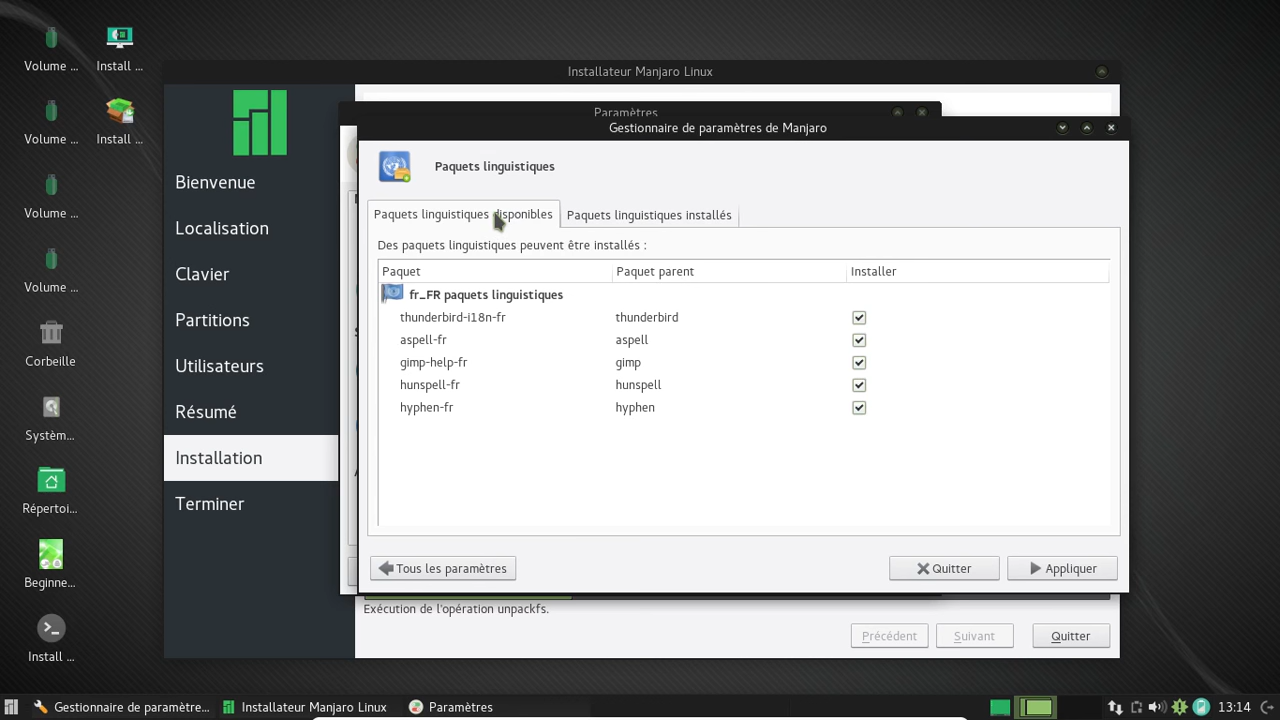 Volume ...
Install ...
Volume ...
Install ...
Volume ...
Volume ...
Corbeille
Systèm...
Répertoi...
Beginne...
Install ...
Installateur Manjaro Linux
Bienvenue
Localisation
Clavier
Partitions
Utilisateurs
Résumé
Installation
Terminer
Paramètres
Gestionnaire de paramètres de Manjaro
Paquets linguistiques
Paquets linguistiques disponibles
Paquets linguistiques installés
Des paquets linguistiques peuvent être installés :
Paquet Paquet parent Installer
fr_FR paquets linguistiques
thunderbird-i18n-fr thunderbird
aspell-fr aspell
gimp-help-fr gimp
hunspell-fr hunspell
hyphen-fr hyphen
Tous les paramètres Quitter Appliquer
Exécution de l'opération unpackfs.
Précédent Suivant Quitter
Gestionnaire de paramètre... Installateur Manjaro Linux Paramètres 13:14